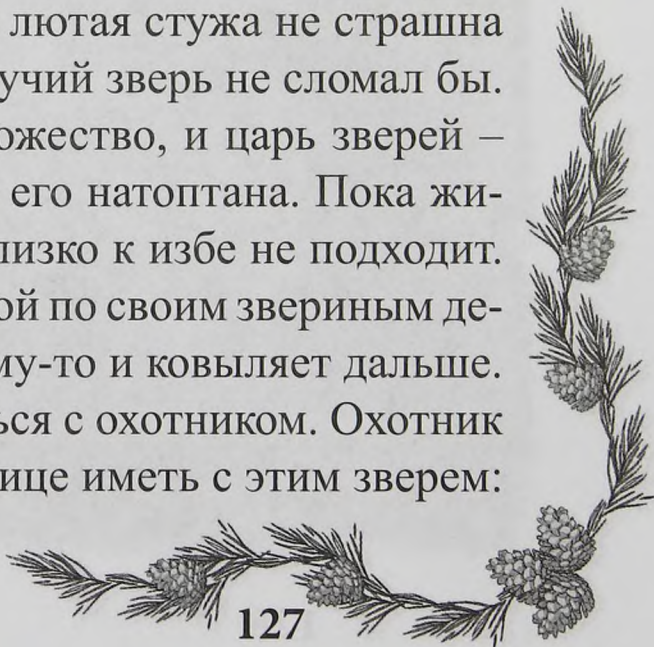 лютая стужа не страшна
учий зверь не сломал бы.
ожество, и царь зверей –
его натоптана. Пока жи-
лизко к избе не подходит.
ой по своим звериным де-
му-то и ковыляет дальше.
ься с охотником. Охотник
ице иметь с этим зверем:
127